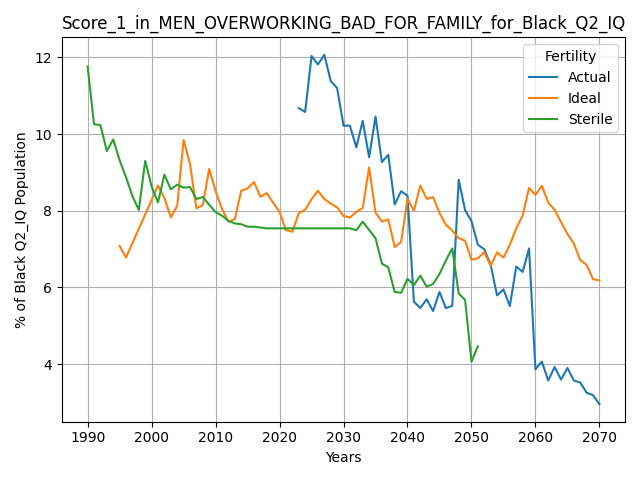 Score_1_in_MEN_OVERWORKING_BAD_FOR_FAMILY_for_Black_Q2_IQ
Fertility
Actual
Ideal
Sterile
% of Black Q2_IQ Population
12
10
8
6
4
1990 2000 2010 2020 2030 2040 2050 2060 2070
Years